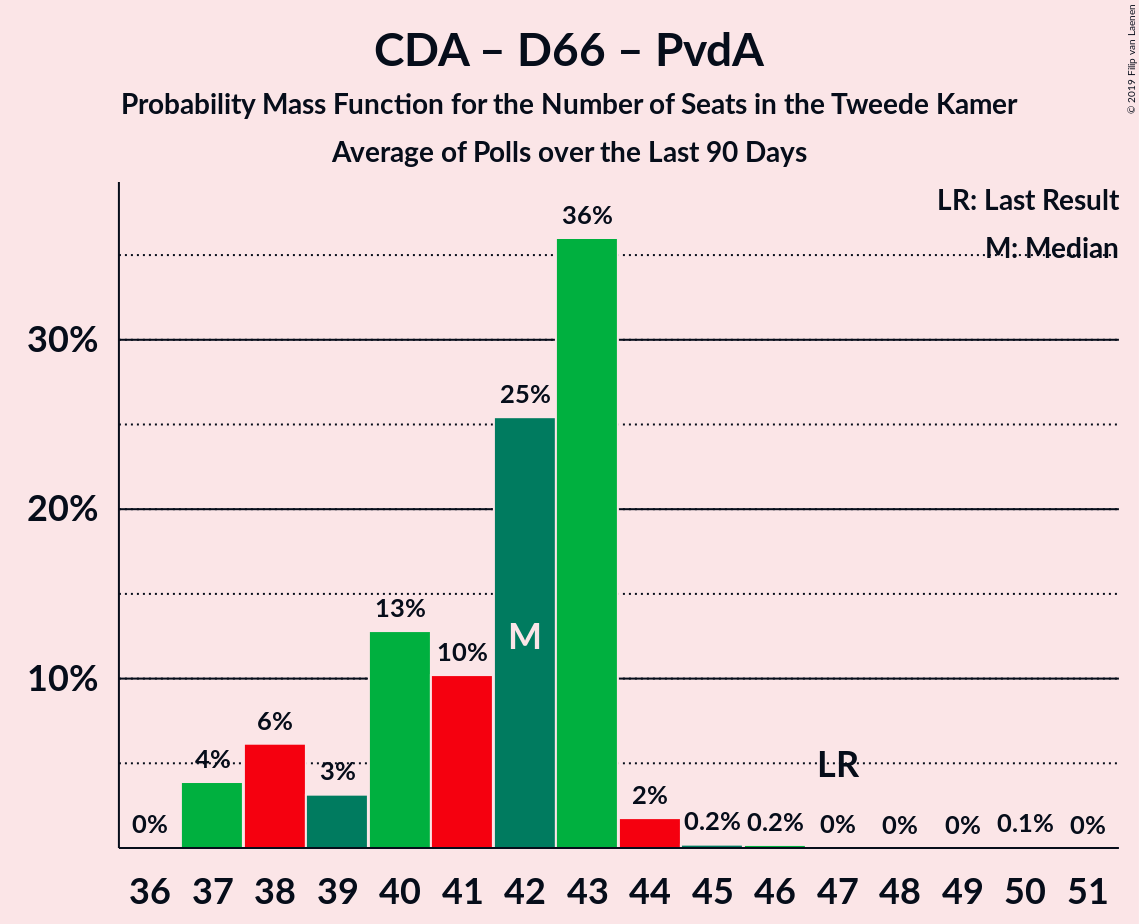 CDA – D66 – PvdA
Probability Mass Function for the Number of Seats in the Tweede Kamer
Average of Polls over the Last 90 Days
© 2019 Filip van Laenen
LR: Last Result
M: Median
30%
20%
10%
0%
4%
6%
3%
13%
10%
25%
36%
2%
0.2%
0.2%
0%
0%
0%
0.1%
0%
M
LR
36 37 38 39 40 41 42 43 44 45 46 47 48 49 50 51